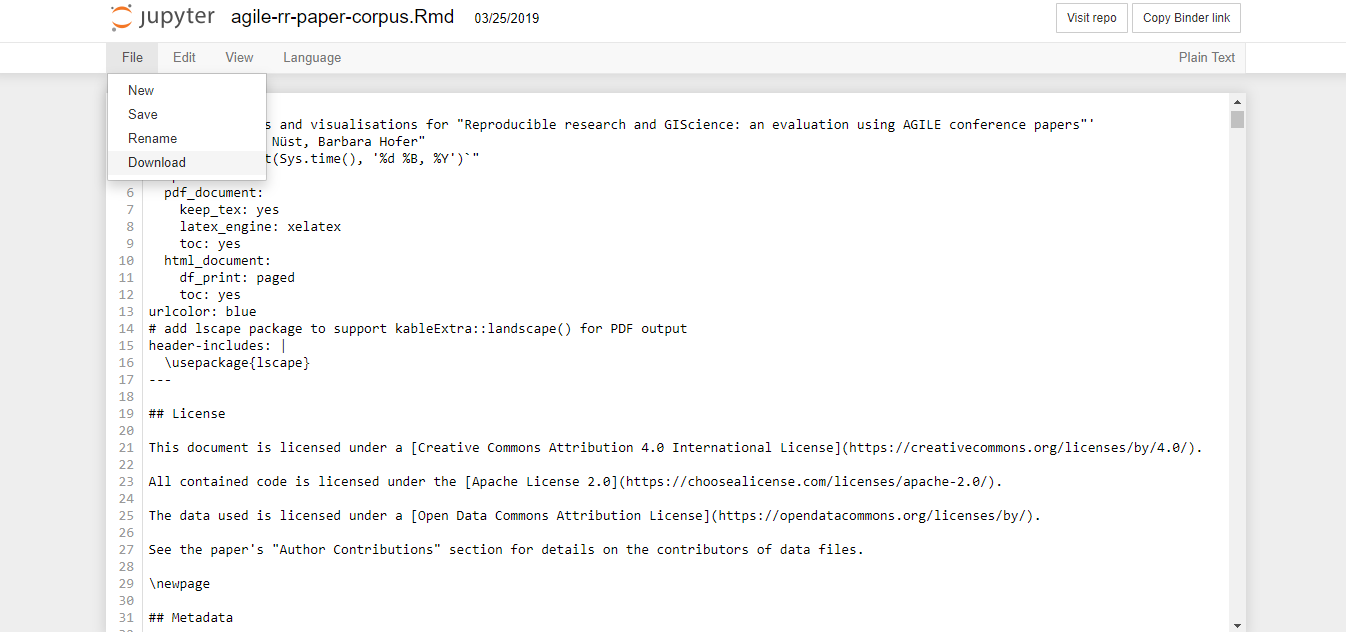 jupyter agile-rr-paper-corpus.Rmd 03/25/2019 Visit repo Copy Binder link
File Edit View Language Plain Text
New
Save
Rename
Download
s and visualisations for "Reproducible research and GIScience: an evaluation using AGILE conference papers"'
Nüst, Barbara Hofer"
t(Sys.time(), '%d %B, %Y')`"
6 pdf_document:
7 keep_tex: yes
8 latex_engine: xelatex
9 toc: yes
10 html_document:
11 df_print: paged
12 toc: yes
13 urlcolor: blue
14 # add lscape package to support kableExtra::landscape() for PDF output
15 header-includes: |
16 \usepackage{lscape}
17 ---
18
19 ## License
20
21 This document is licensed under a [Creative Commons Attribution 4.0 International License](https://creativecommons.org/licenses/by/4.0/).
22
23 All contained code is licensed under the [Apache License 2.0](https://choosealicense.com/licenses/apache-2.0/).
24
25 The data used is licensed under a [Open Data Commons Attribution License](https://opendatacommons.org/licenses/by/).
26
27 See the paper's "Author Contributions" section for details on the contributors of data files.
28
29 \newpage
30
31 ## Metadata